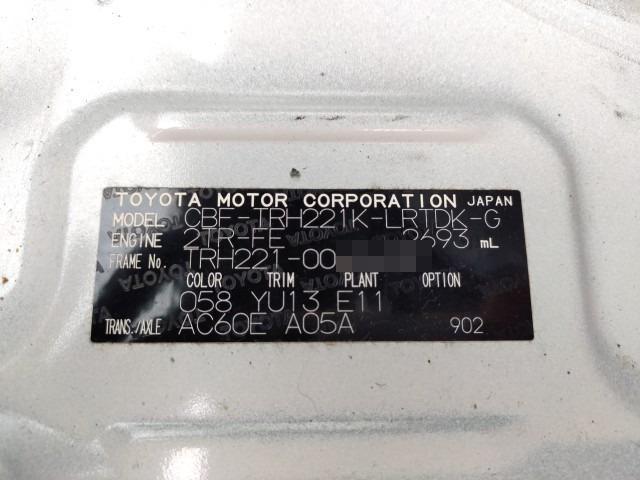 TOYOTA MOTOR CORPORATION JAPAN
MODEL CBF-TRH221K-LRTDK-G
ENGINE 2TR-FE 2693 mL
FRAME No. TRH221-00
COLOR TRIM PLANT OPTION
058 YU13 E11
TRANS./AXLE AC60E A05A 902